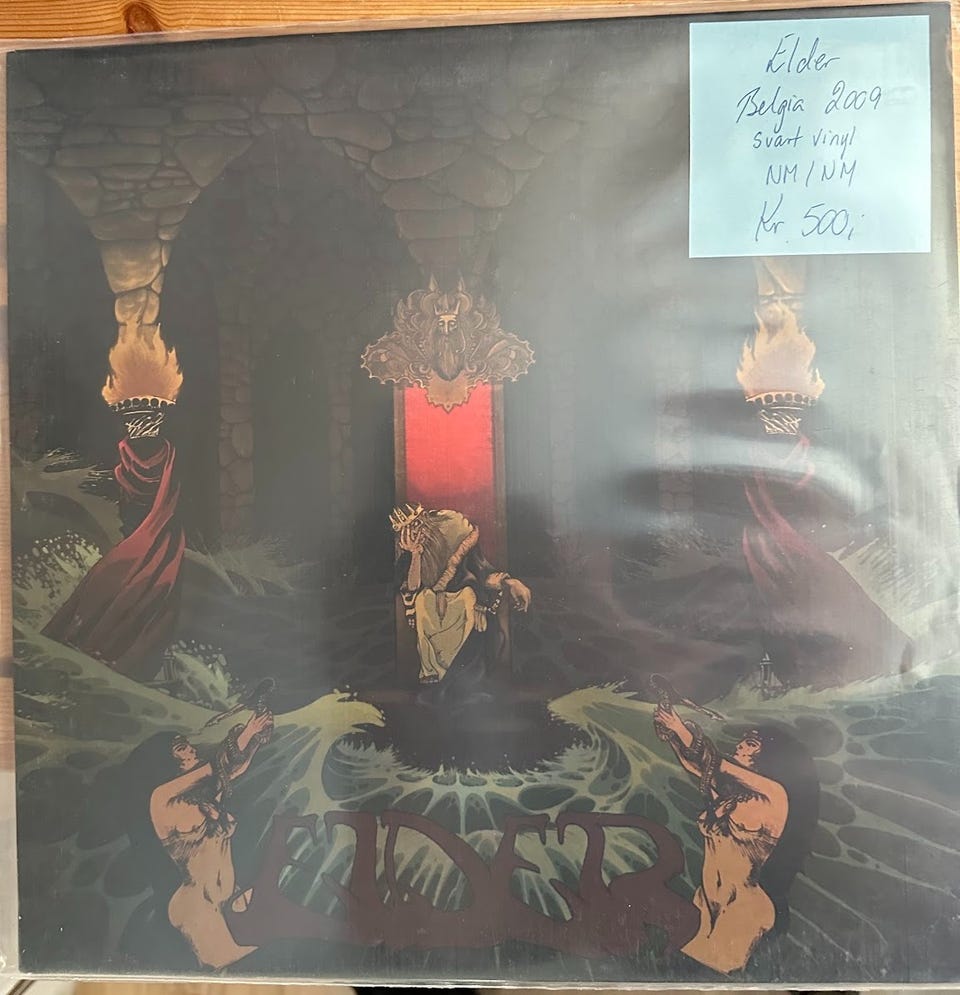 Elder
Belgia 2009
svart vinyl
NM / NM
Kr. 500,-
ELDER